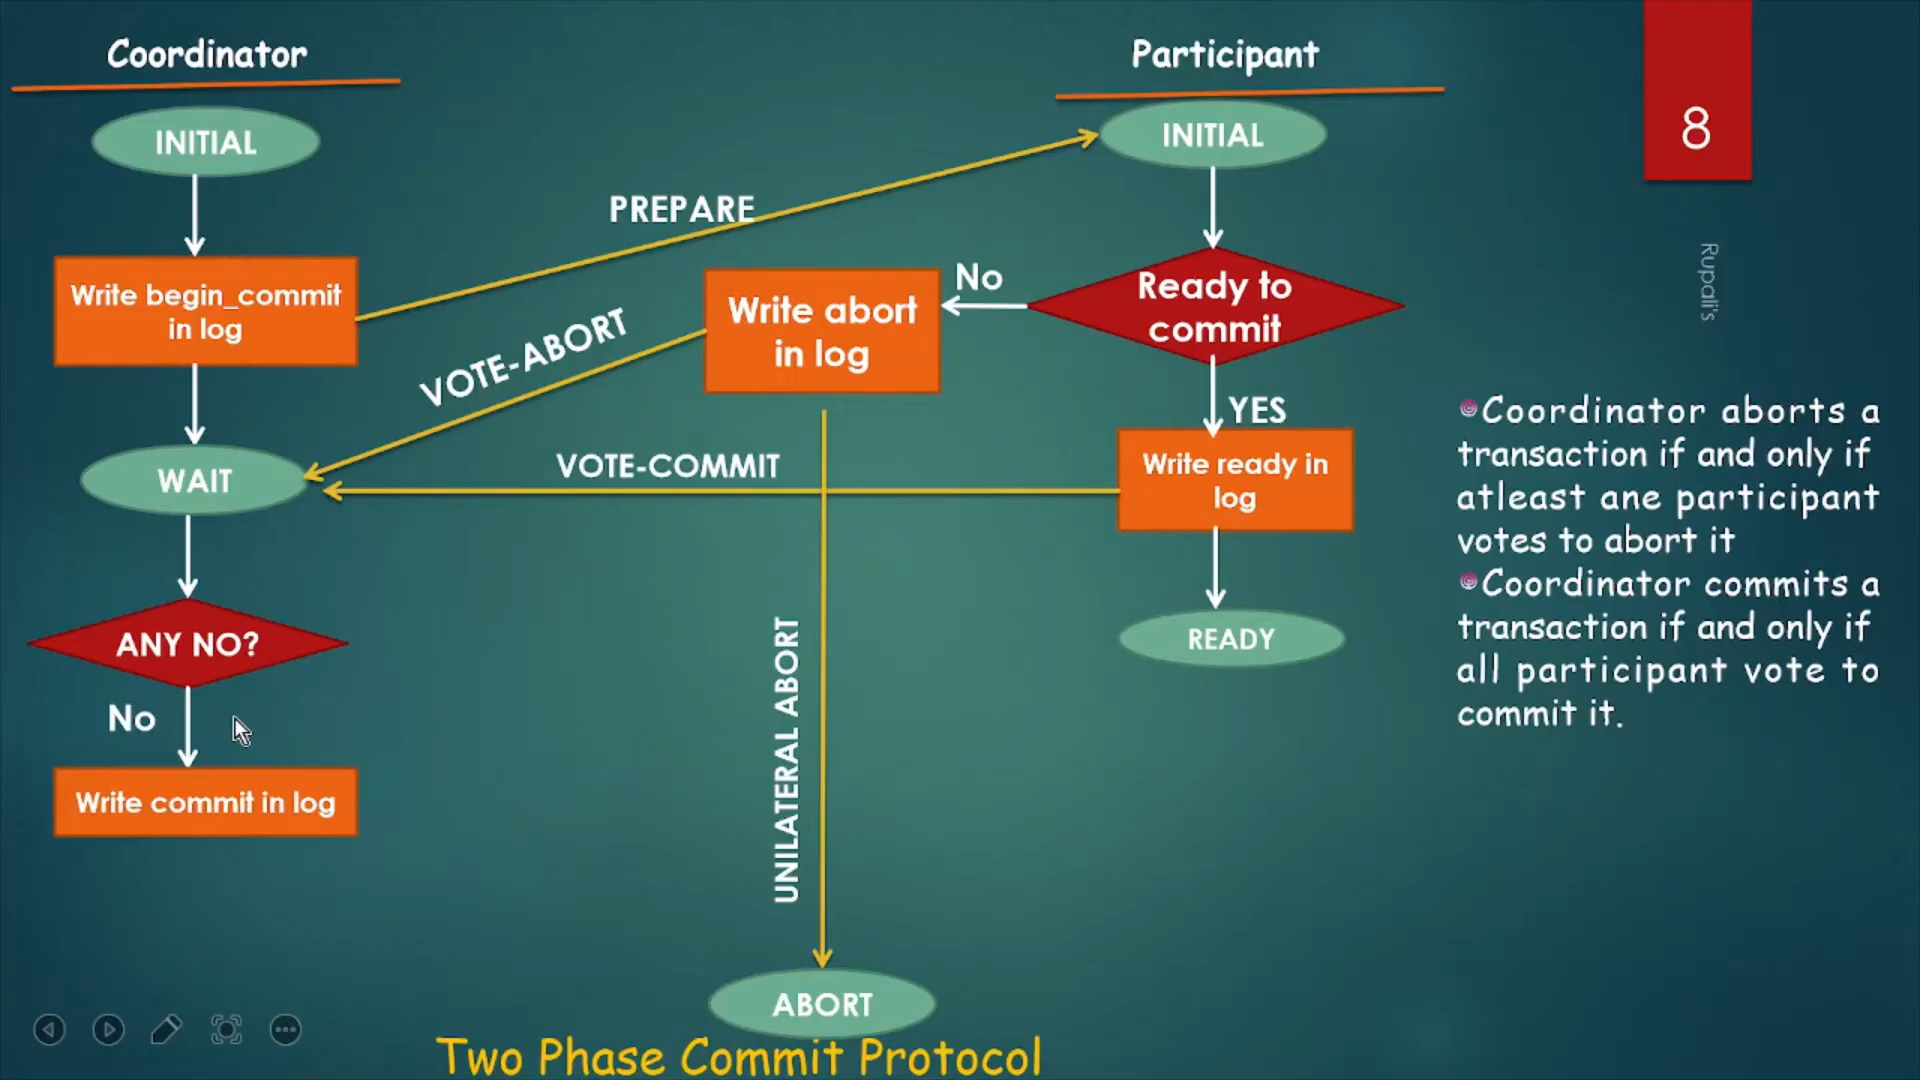 Coordinator
Participant
8
INITIAL
INITIAL
PREPARE
Write begin_commit
in log
Write abort
in log
No
Ready to
commit
Rupali's
VOTE-ABORT
YES
WAIT
VOTE-COMMIT
Write ready in
log
ANY NO?
READY
No
Write commit in log
UNILATERAL ABORT
ABORT
Coordinator aborts a
transaction if and only if
atleast ane participant
votes to abort it
Coordinator commits a
transaction if and only if
all participant vote to
commit it.
Two Phase Commit Protocol